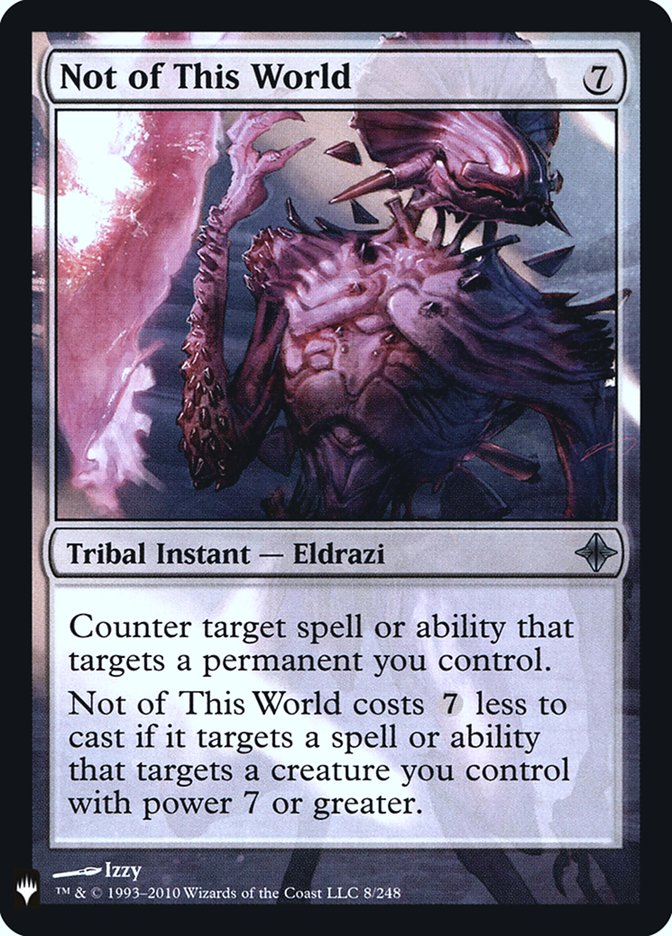 Not of This World 7
Tribal Instant — Eldrazi
Counter target spell or ability that
targets a permanent you control.
Not of This World costs 7 less to
cast if it targets a spell or ability
that targets a creature you control
with power 7 or greater.
Izzy
™ & © 1993–2010 Wizards of the Coast LLC 8/248